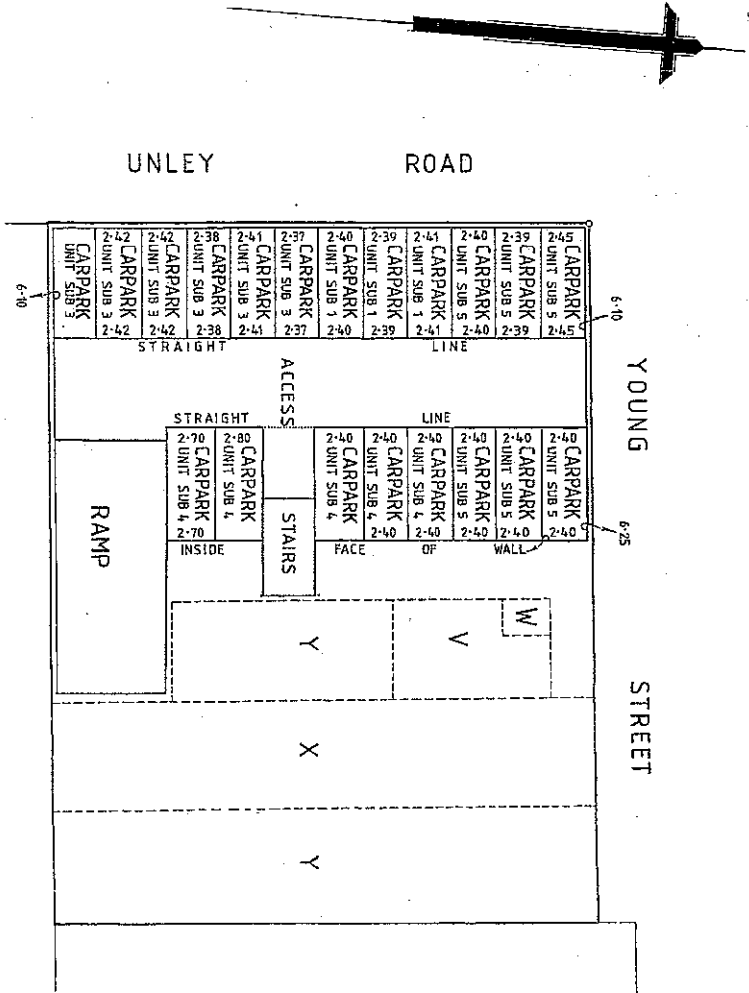 UNLEY ROAD
2·42 2·42 2·38 2·41 2·37 2·40 2·39 2·41 2·40 2·39 2·45
CARPARK
UNIT SUB 3
CARPARK
UNIT SUB 3
CARPARK
UNIT SUB 3
CARPARK
UNIT SUB 3
CARPARK
UNIT SUB 3
CARPARK
UNIT SUB 3
CARPARK
UNIT SUB 1
CARPARK
UNIT SUB 1
CARPARK
UNIT SUB 1
CARPARK
UNIT SUB 5
CARPARK
UNIT SUB 5
CARPARK
UNIT SUB 5
2·42 2·42 2·38 2·41 2·37 2·40 2·39 2·41 2·40 2·39 2·45
6·10
6·10
STRAIGHT LINE
YOUNG STREET
ACCESS
STRAIGHT LINE
2·70 2·80 2·40 2·40 2·40 2·40 2·40 2·40
CARPARK
UNIT SUB 4
CARPARK
UNIT SUB 4
CARPARK
UNIT SUB 4
CARPARK
UNIT SUB 4
CARPARK
UNIT SUB 4
CARPARK
UNIT SUB 5
CARPARK
UNIT SUB 5
CARPARK
UNIT SUB 5
2·70 2·40 2·40 2·40 2·40 2·40
6·25
INSIDE FACE OF WALL
RAMP
STAIRS
W
V
Y
X
Y